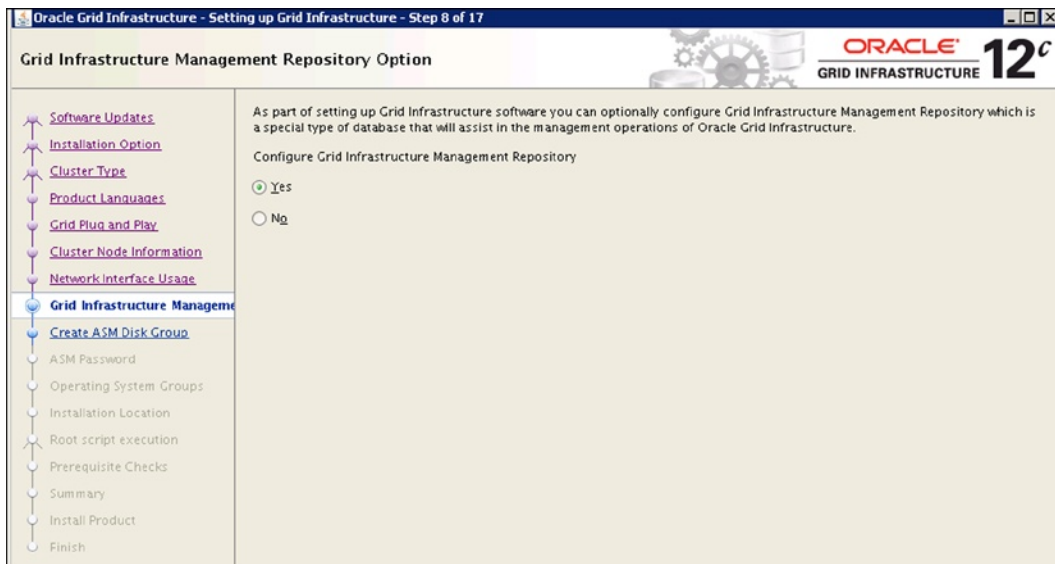 Oracle Grid Infrastructure - Setting up Grid Infrastructure - Step 8 of 17
Grid Infrastructure Management Repository Option
ORACLE
GRID INFRASTRUCTURE
12c
Software Updates
Installation Option
Cluster Type
Product Languages
Grid Plug and Play
Cluster Node Information
Network Interface Usage
Grid Infrastructure Manageme
Create ASM Disk Group
ASM Password
Operating System Groups
Installation Location
Root script execution
Prerequisite Checks
Summary
Install Product
Finish
As part of setting up Grid Infrastructure software you can optionally configure Grid Infrastructure Management Repository which is
a special type of database that will assist in the management operations of Oracle Grid Infrastructure.
Configure Grid Infrastructure Management Repository
Yes
No